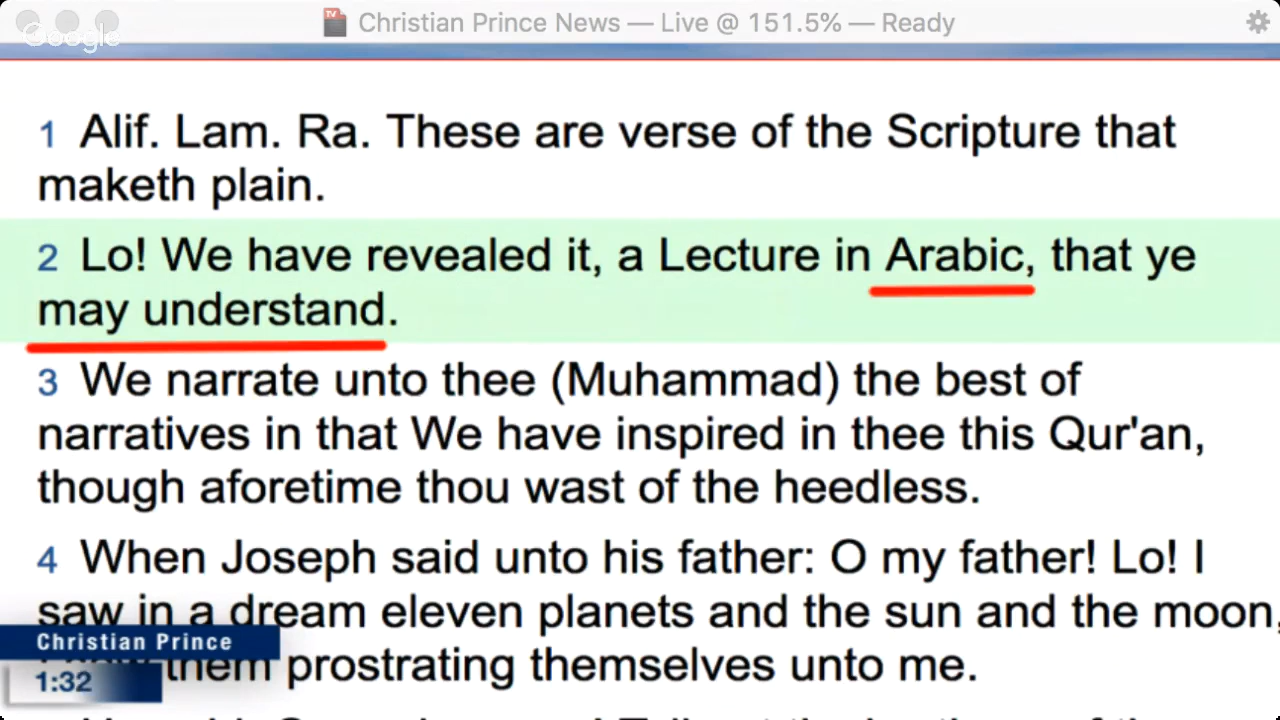 Christian Prince News — Live @ 151.5% — Ready
Google
1 Alif. Lam. Ra. These are verse of the Scripture that
maketh plain.
2 Lo! We have revealed it, a Lecture in Arabic, that ye
may understand.
3 We narrate unto thee (Muhammad) the best of
narratives in that We have inspired in thee this Qur'an,
though aforetime thou wast of the heedless.
4 When Joseph said unto his father: O my father! Lo! I
saw in a dream eleven planets and the sun and the moon,
them prostrating themselves unto me.
Christian Prince
1:32